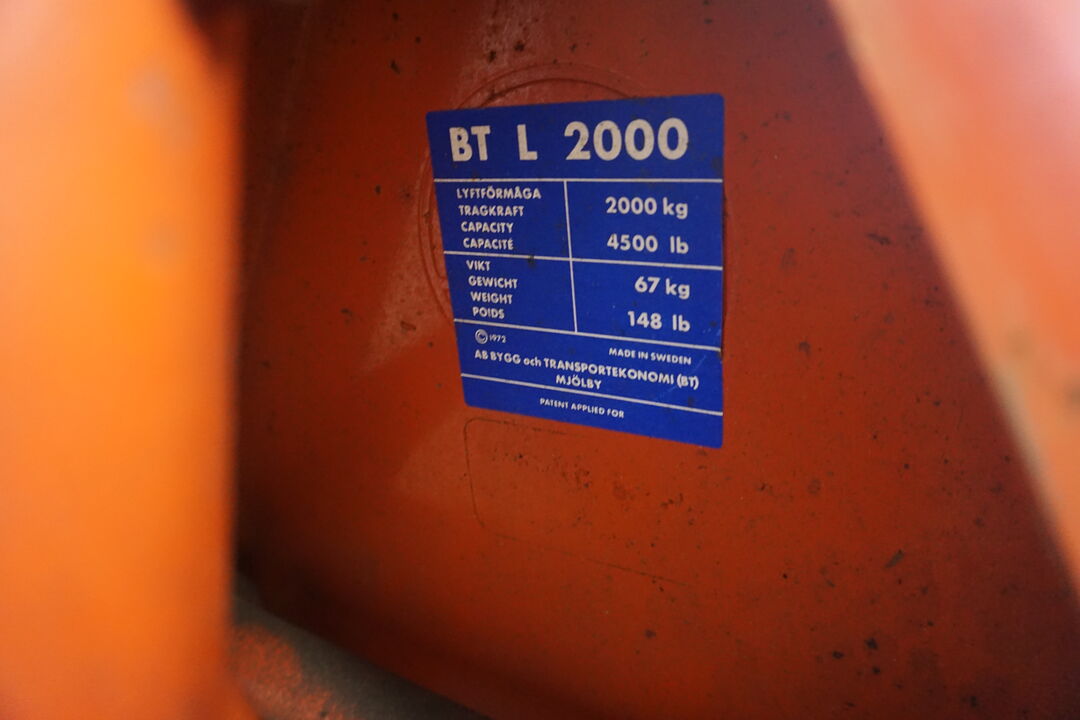 BT L 2000
LYFTFÖRMÅGA
TRAGKRAFT
CAPACITY
CAPACITÉ
2000 kg
4500 lb
VIKT
GEWICHT
WEIGHT
POIDS
67 kg
148 lb
© 1972
MADE IN SWEDEN
AB BYGG och TRANSPORTEKONOMI (BT)
MJÖLBY
PATENT APPLIED FOR